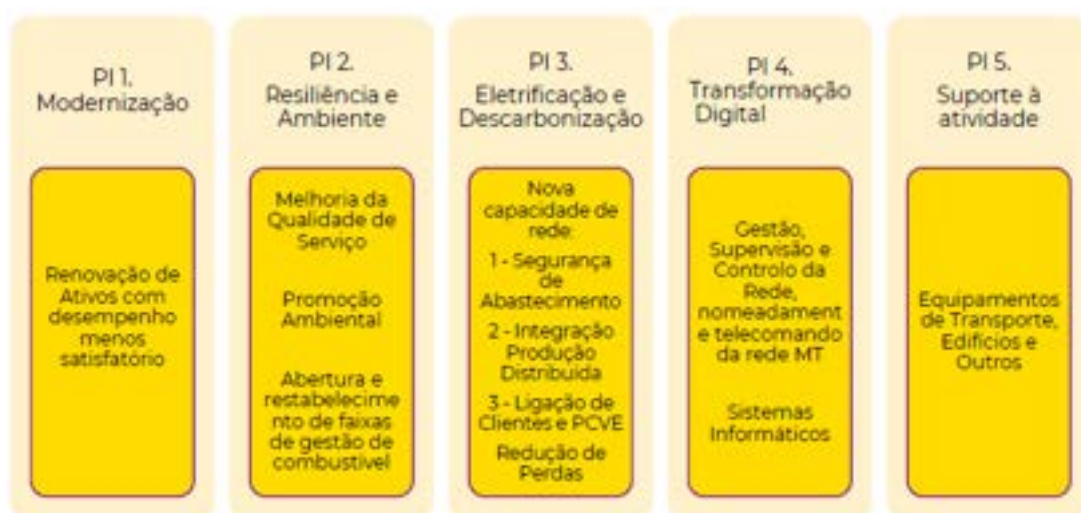 PI 1.
Modernização
Renovação de
Ativos com
desempenho
menos
satisfatório
PI 2.
Resiliência e
Ambiente
Melhoria da
Qualidade de
Serviço
Promoção
Ambiental
Abertura e
restabelecime
nto de faixas
de gestão de
combustível
PI 3.
Eletrificação e
Descarbonização
Nova
capacidade de
rede:
1 - Segurança
de
Abastecimento
2 - Integração
Produção
Distribuida
3 - Ligação de
Clientes e PCVE
Redução de
Perdas
PI 4.
Transformação
Digital
Gestão,
Supervisão e
Controlo da
Rede,
nomeadament
e telecomando
da rede MT
Sistemas
Informáticos
PI 5.
Suporte à
atividade
Equipamentos
de Transporte,
Edifícios e
Outros